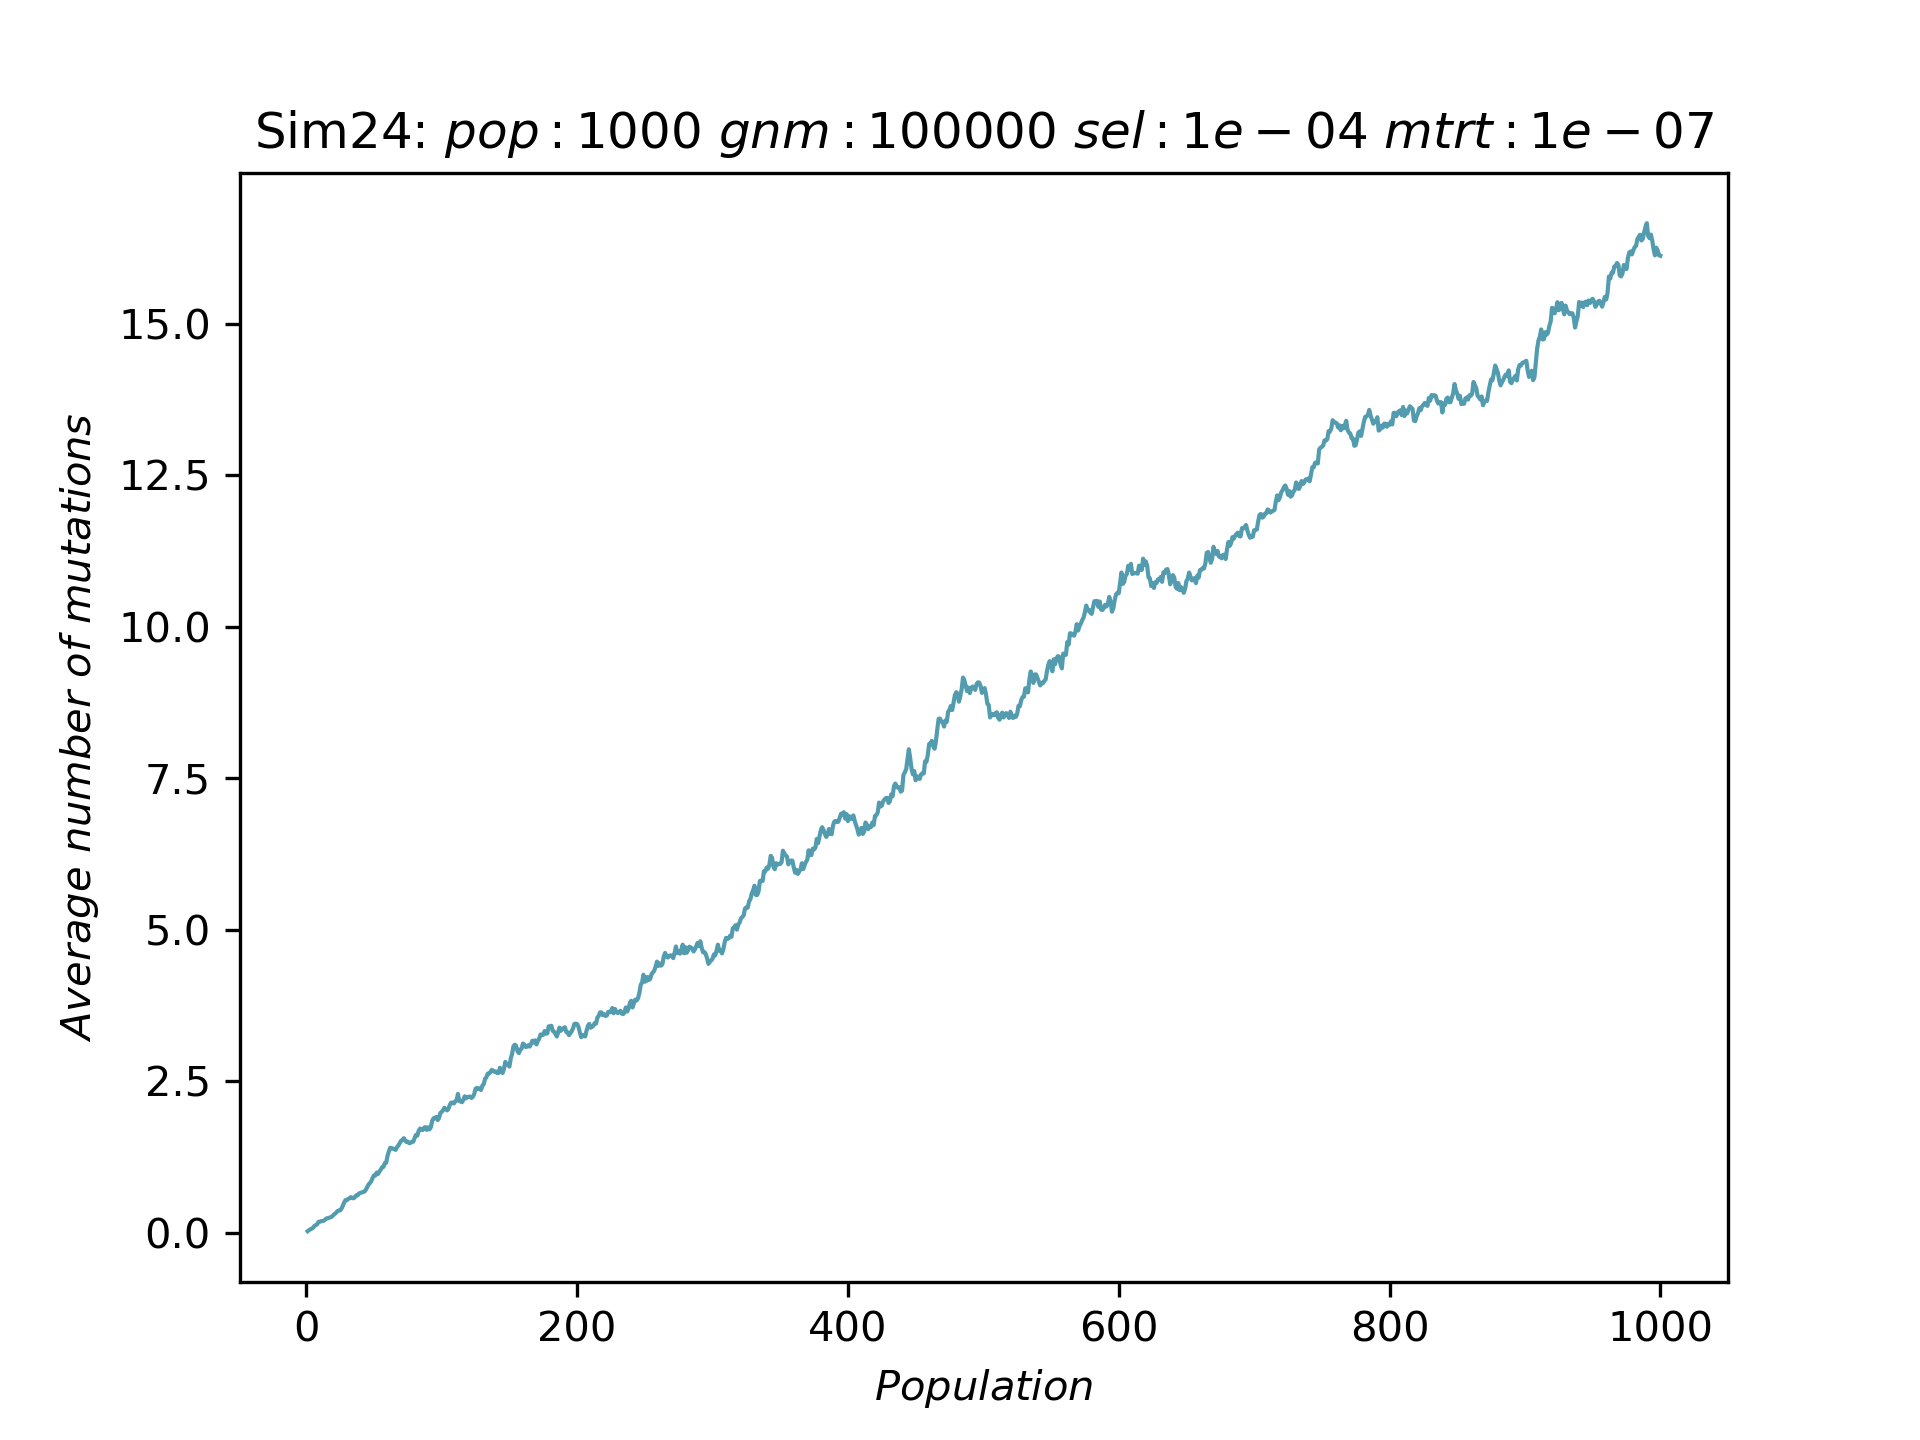 Sim24: pop : 1000 gnm : 100000 sel : 1e − 04 mtrt : 1e − 07
15.0
12.5
10.0
7.5
5.0
2.5
0.0
Average number of mutations
0 200 400 600 800 1000
Population